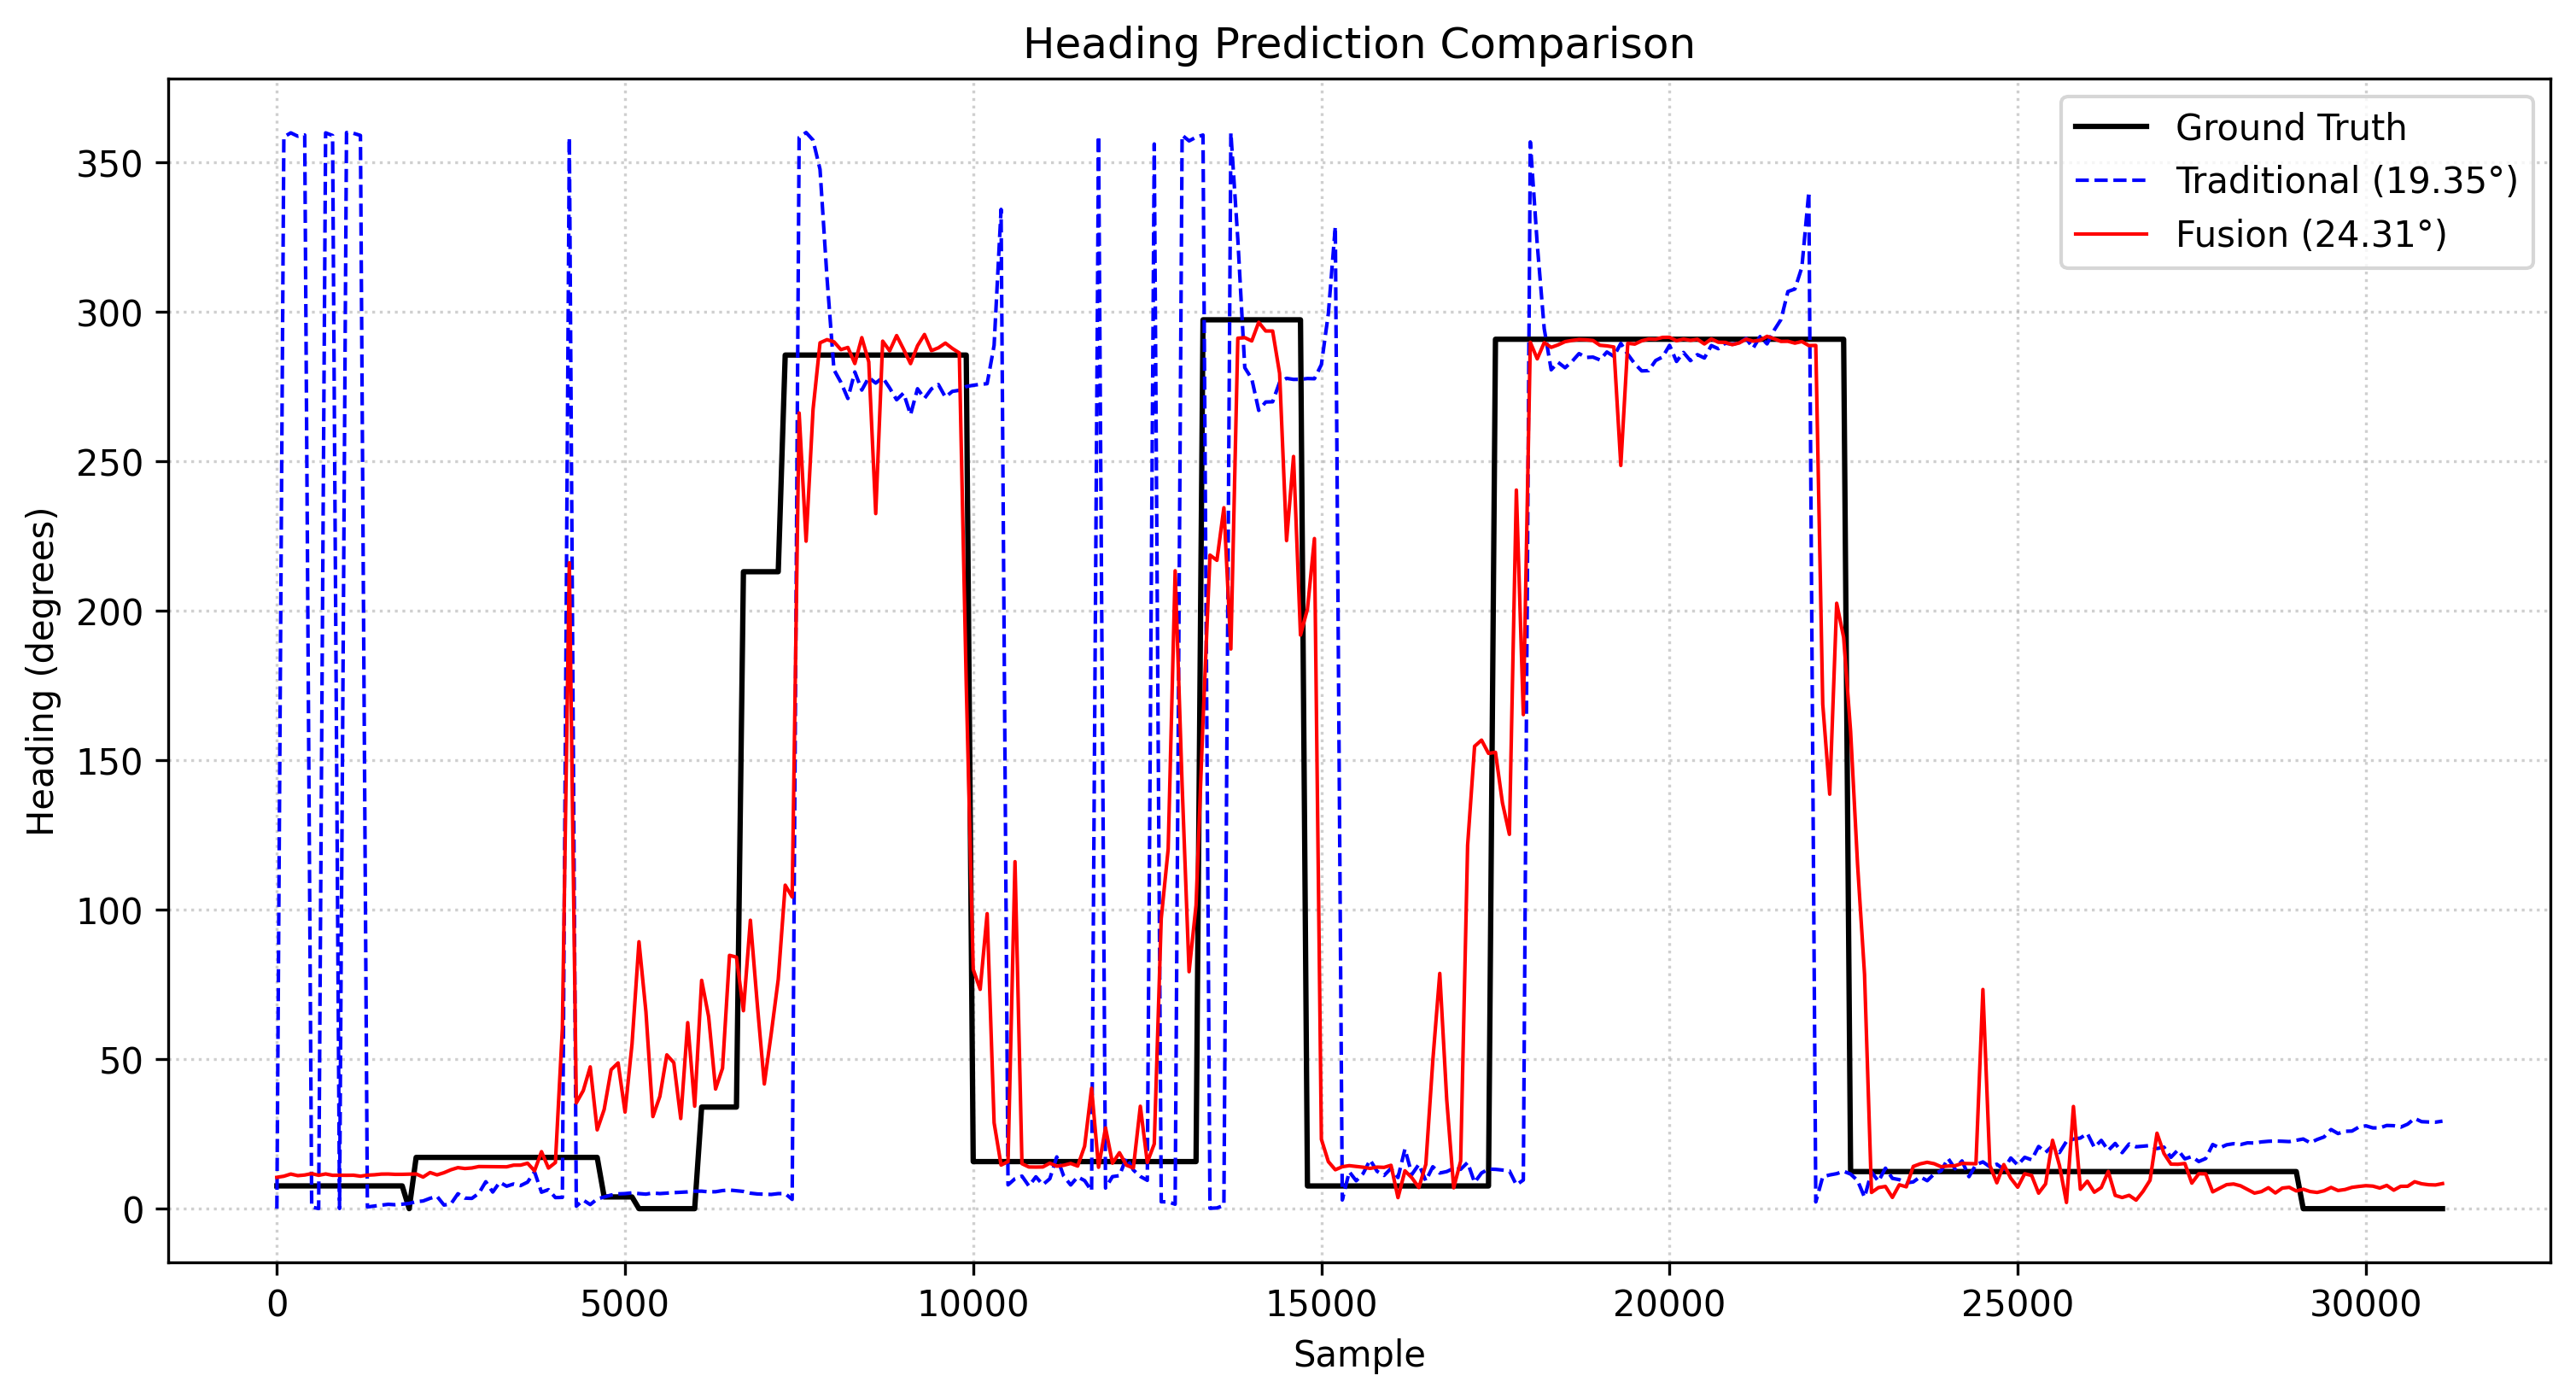 Heading Prediction Comparison
Ground Truth
Traditional (19.35°)
Fusion (24.31°)
Heading (degrees)
350
300
250
200
150
100
50
0
0 5000 10000 15000 20000 25000 30000
Sample